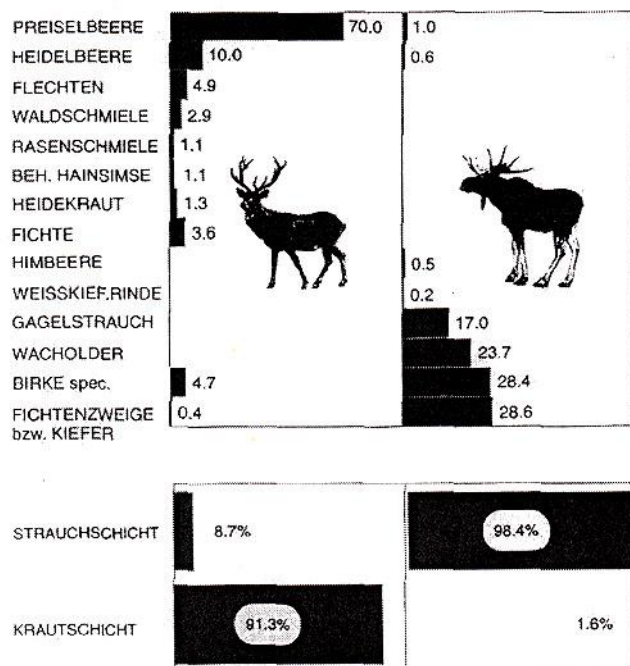 PREISELBEERE 70.0 1.0
HEIDELBEERE 10.0 0.6
FLECHTEN 4.9
WALDSCHMIELE 2.9
RASENSCHMIELE 1.1
BEH. HAINSIMSE 1.1
HEIDEKRAUT 1.3
FICHTE 3.6
HIMBEERE 0.5
WEISSKIEF.RINDE 0.2
GAGELSTRAUCH 17.0
WACHOLDER 23.7
BIRKE spec. 4.7 28.4
FICHTENZWEIGE 0.4 28.6
bzw. KIEFER
STRAUCHSCHICHT 8.7% 98.4%
KRAUTSCHICHT 91.3% 1.6%